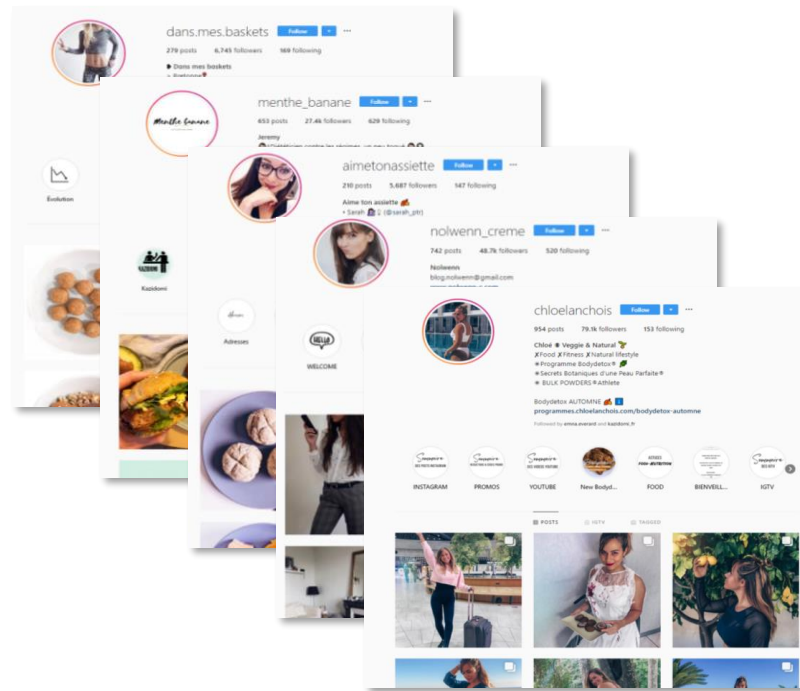 dans.mes.baskets Follow
279 posts 6,745 followers 169 following
Dans mes baskets
Evolution
menthe_banane Follow
653 posts 27.4k followers 629 following
Jeremy
Menthe banane
KAZIDOMI
Kazidomi
aimetonassiette Follow
210 posts 5,687 followers 147 following
Aime ton assiette
• Sarah (@sarah_ptr)
Adresses
nolwenn_creme Follow
742 posts 48.7k followers 520 following
Nolwenn
blog.nolwenn@gmail.com
HELLO
WELCOME
chloelanchois Follow
954 posts 79.1k followers 153 following
Chloé Veggie & Natural
✗Food ✗Fitness ✗Natural lifestyle
✳Programme Bodydetox®
✳Secrets Botaniques d'une Peau Parfaite®
✳ BULK POWDERS®Athlete
Bodydetox AUTOMNE
programmes.chloelanchois.com/bodydetox-automne
Followed by emna.everard and kazidomi_fr
INSTAGRAM PROMOS YOUTUBE New Bodyd... FOOD BIENVEILL... IGTV
POSTS IGTV TAGGED